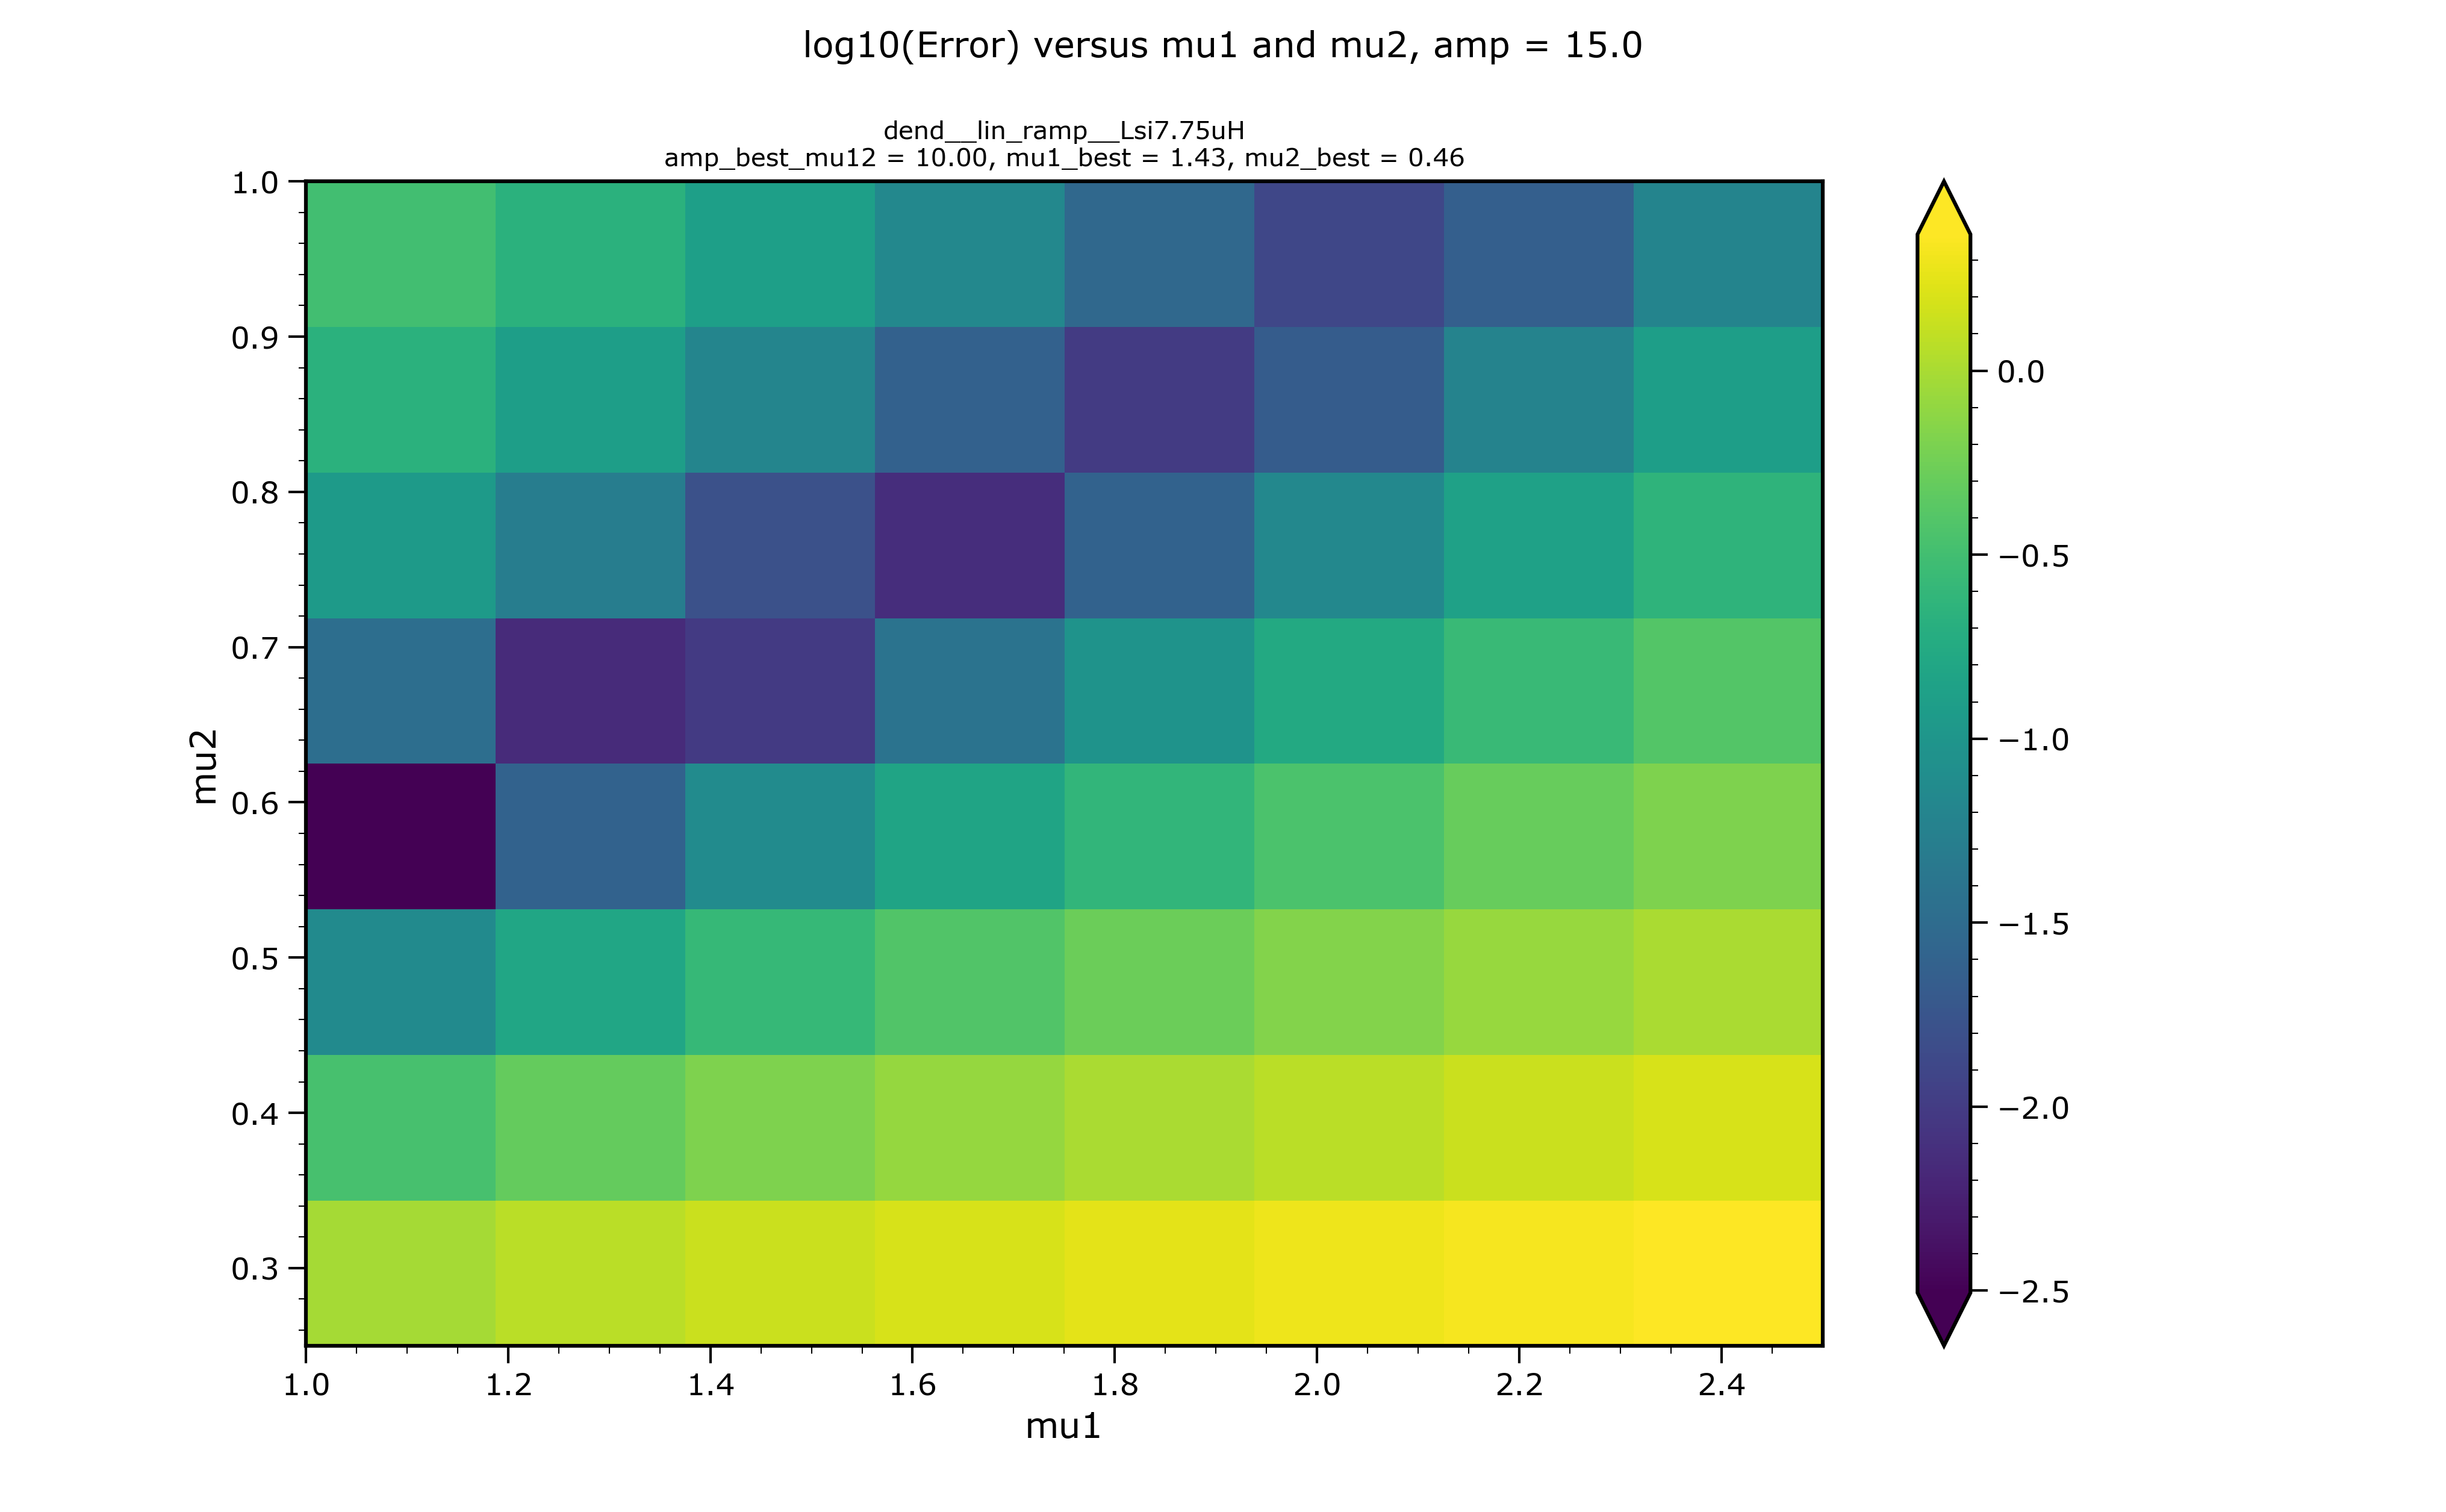 log10(Error) versus mu1 and mu2, amp = 15.0
dend__lin_ramp__Lsi7.75uH
amp_best_mu12 = 10.00, mu1_best = 1.43, mu2_best = 0.46
1.0
0.9
0.8
0.7
0.6
0.5
0.4
0.3
mu2
1.0 1.2 1.4 1.6 1.8 2.0 2.2 2.4
mu1
0.0
−0.5
−1.0
−1.5
−2.0
−2.5